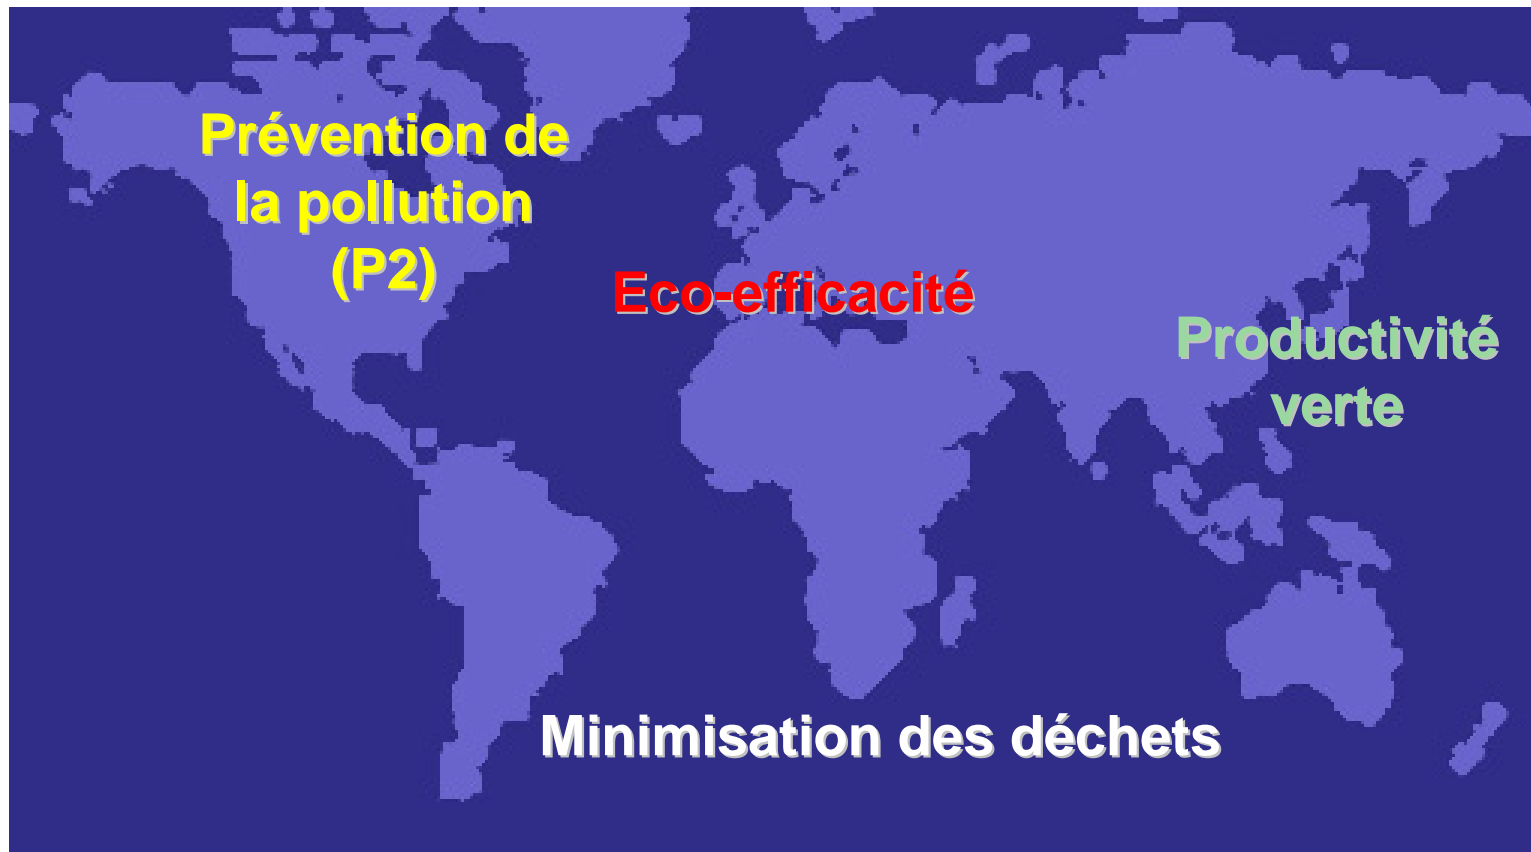 Prévention de
la pollution
(P2)
Eco-efficacité
Productivité
verte
Minimisation des déchets